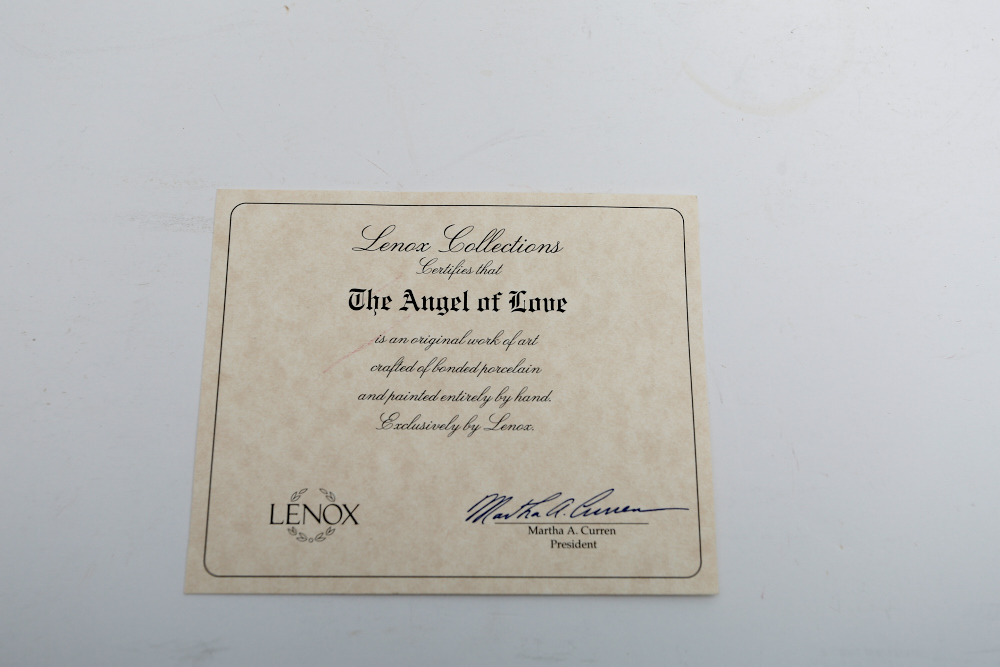 Lenox Collections
Certifies that
The Angel of Love
is an original work of art
crafted of bonded porcelain
and painted entirely by hand.
Exclusively by Lenox.
LENOX
Martha A. Curren
Martha A. Curren
President